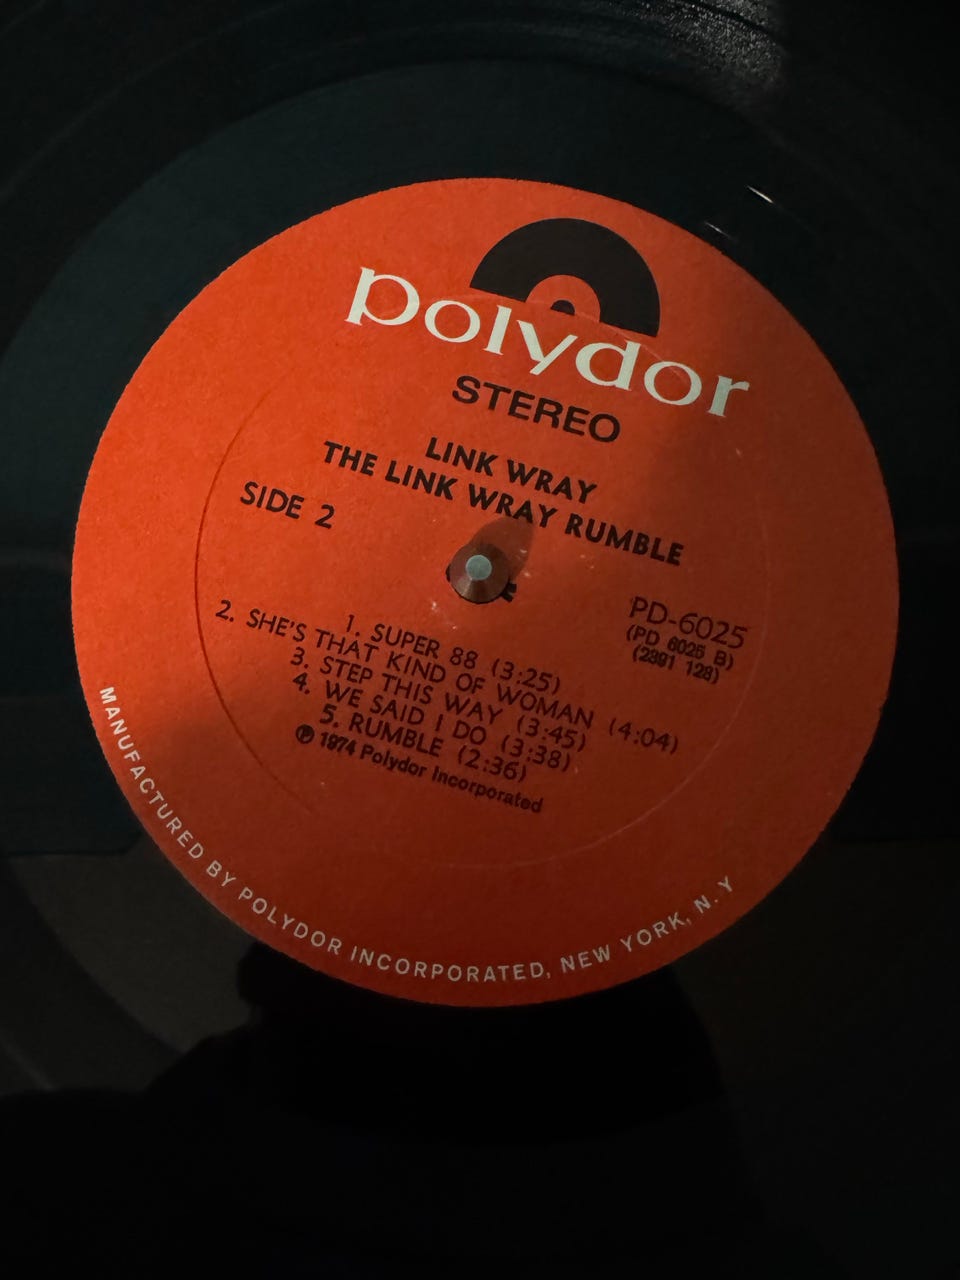 polydor
STEREO
LINK WRAY
THE LINK WRAY RUMBLE
SIDE 2
PD-6025
(PD 6025 B)
(2391 128)
1. SUPER 88 (3:25)
2. SHE'S THAT KIND OF WOMAN (4:04)
3. STEP THIS WAY (3:45)
4. WE SAID I DO (3:38)
5. RUMBLE (2:36)
℗ 1974 Polydor Incorporated
MANUFACTURED BY POLYDOR INCORPORATED, NEW YORK, N. Y